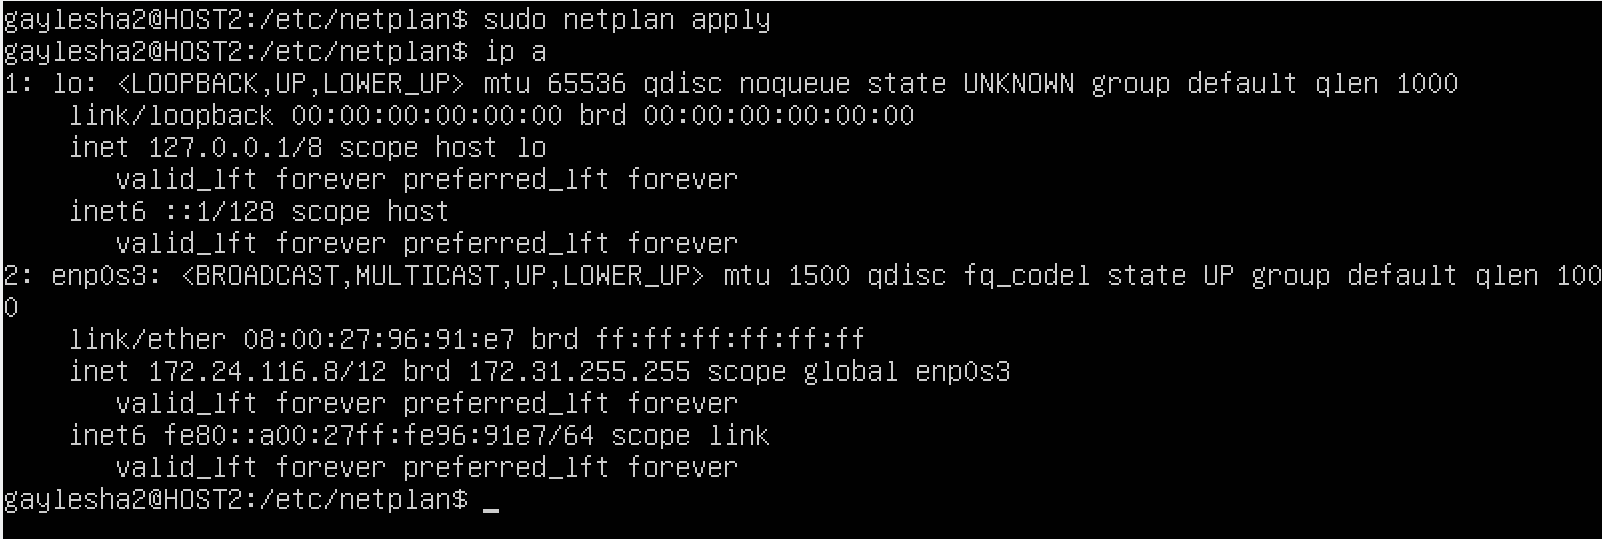 gaylesha2@HOST2:/etc/netplan$ sudo netplan apply
gaylesha2@HOST2:/etc/netplan$ ip a
1: lo: <LOOPBACK,UP,LOWER_UP> mtu 65536 qdisc noqueue state UNKNOWN group default qlen 1000
    link/loopback 00:00:00:00:00:00 brd 00:00:00:00:00:00
    inet 127.0.0.1/8 scope host lo
       valid_lft forever preferred_lft forever
    inet6 ::1/128 scope host
       valid_lft forever preferred_lft forever
2: enp0s3: <BROADCAST,MULTICAST,UP,LOWER_UP> mtu 1500 qdisc fq_codel state UP group default qlen 100
0
    link/ether 08:00:27:96:91:e7 brd ff:ff:ff:ff:ff:ff
    inet 172.24.116.8/12 brd 172.31.255.255 scope global enp0s3
       valid_lft forever preferred_lft forever
    inet6 fe80::a00:27ff:fe96:91e7/64 scope link
       valid_lft forever preferred_lft forever
gaylesha2@HOST2:/etc/netplan$ _